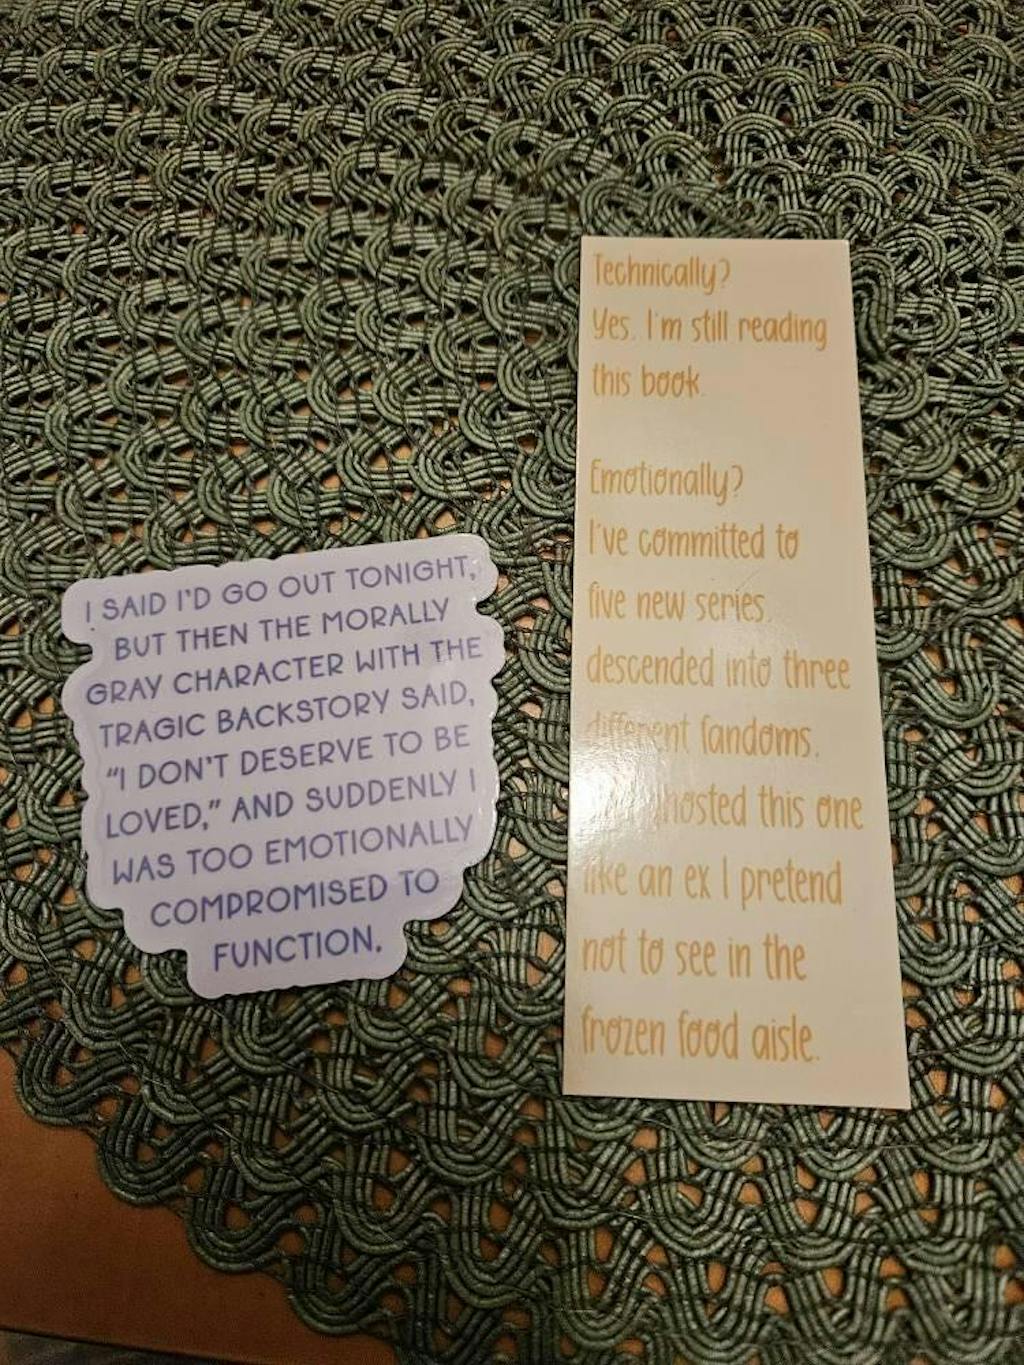 I SAID I'D GO OUT TONIGHT,
BUT THEN THE MORALLY
GRAY CHARACTER WITH THE
TRAGIC BACKSTORY SAID,
"I DON'T DESERVE TO BE
LOVED," AND SUDDENLY I
WAS TOO EMOTIONALLY
COMPROMISED TO
FUNCTION.
Technically?
Yes. I'm still reading
this book.
Emotionally?
I've committed to
five new series,
descended into three
different fandoms,
this one
like an ex I pretend
not to see in the
frozen food aisle.